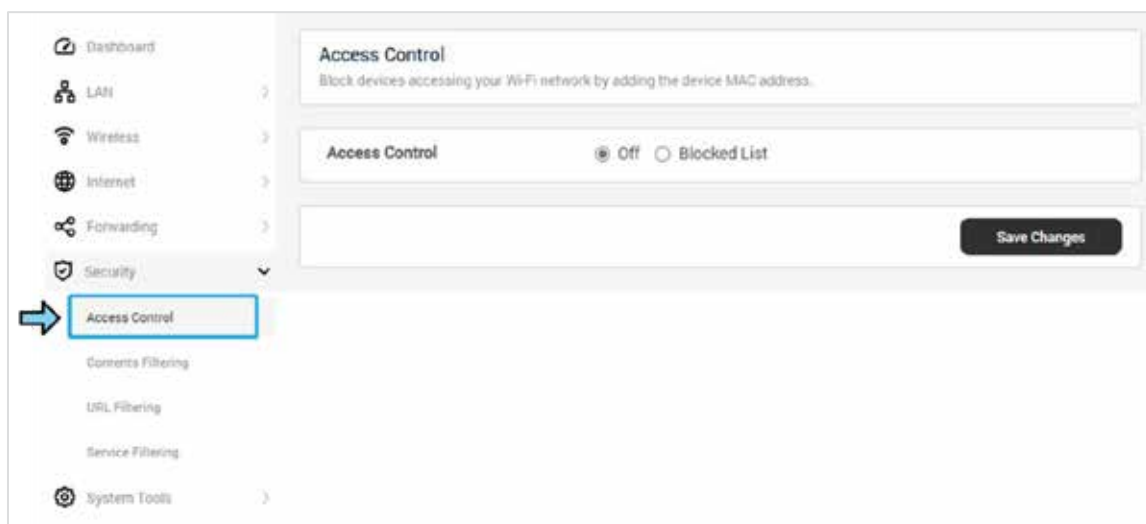 Dashboard
LAN
Wireless
Internet
Forwarding
Security
Access Control
Contents Filtering
URL Filtering
Service Filtering
System Tools
Access Control
Block devices accessing your Wi-Fi network by adding the device MAC address.
Access Control Off Blocked List
Save Changes